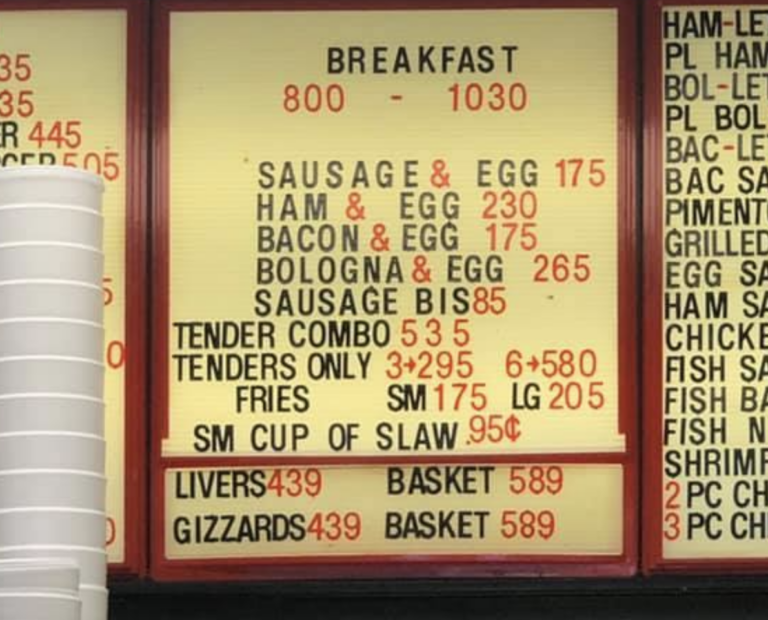 35
35
R 445
505
BREAKFAST
800 - 1030
SAUSAGE & EGG 175
HAM & EGG 230
BACON & EGG 175
BOLOGNA & EGG 265
SAUSAGE BIS 85
TENDER COMBO 535
TENDERS ONLY 3→295 6→580
FRIES SM 175 LG 205
SM CUP OF SLAW .95¢
LIVERS 439 BASKET 589
GIZZARDS 439 BASKET 589
HAM-LE
PL HAM
BOL-LET
PL BOL
BAC-LE
BAC SA
PIMENT
GRILLED
EGG SA
HAM SA
CHICKE
FISH SA
FISH BA
FISH N
SHRIMP
2 PC CH
3 PC CH